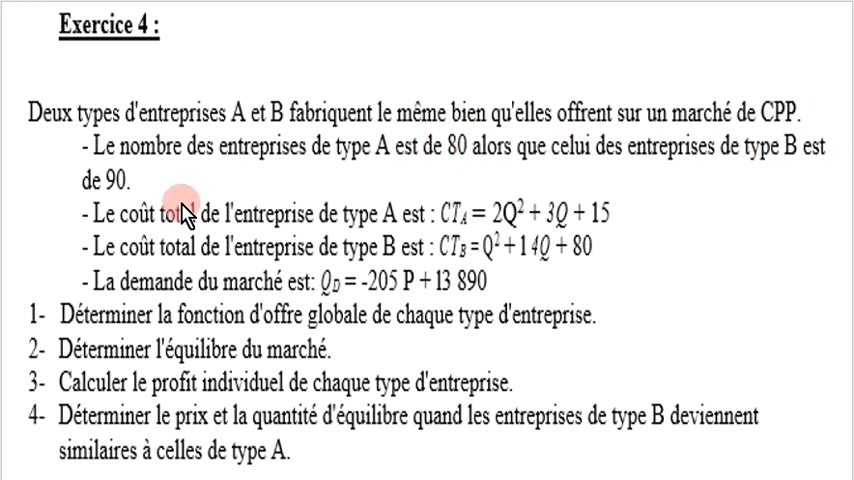 Exercice 4 :
Deux types d'entreprises A et B fabriquent le même bien qu'elles offrent sur un marché de CPP.
- Le nombre des entreprises de type A est de 80 alors que celui des entreprises de type B est
de 90.
- Le coût total de l'entreprise de type A est : CT_A = 2Q² + 3Q + 15
- Le coût total de l'entreprise de type B est : CT_B = Q² +14Q + 80
- La demande du marché est: Q_D = -205 P +13 890
1- Déterminer la fonction d'offre globale de chaque type d'entreprise.
2- Déterminer l'équilibre du marché.
3- Calculer le profit individuel de chaque type d'entreprise.
4- Déterminer le prix et la quantité d'équilibre quand les entreprises de type B deviennent
similaires à celles de type A.